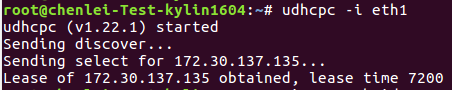 root@chenlei-Test-kylin1604:~# udhcpc -i eth1
udhcpc (v1.22.1) started
Sending discover...
Sending select for 172.30.137.135...
Lease of 172.30.137.135 obtained, lease time 7200